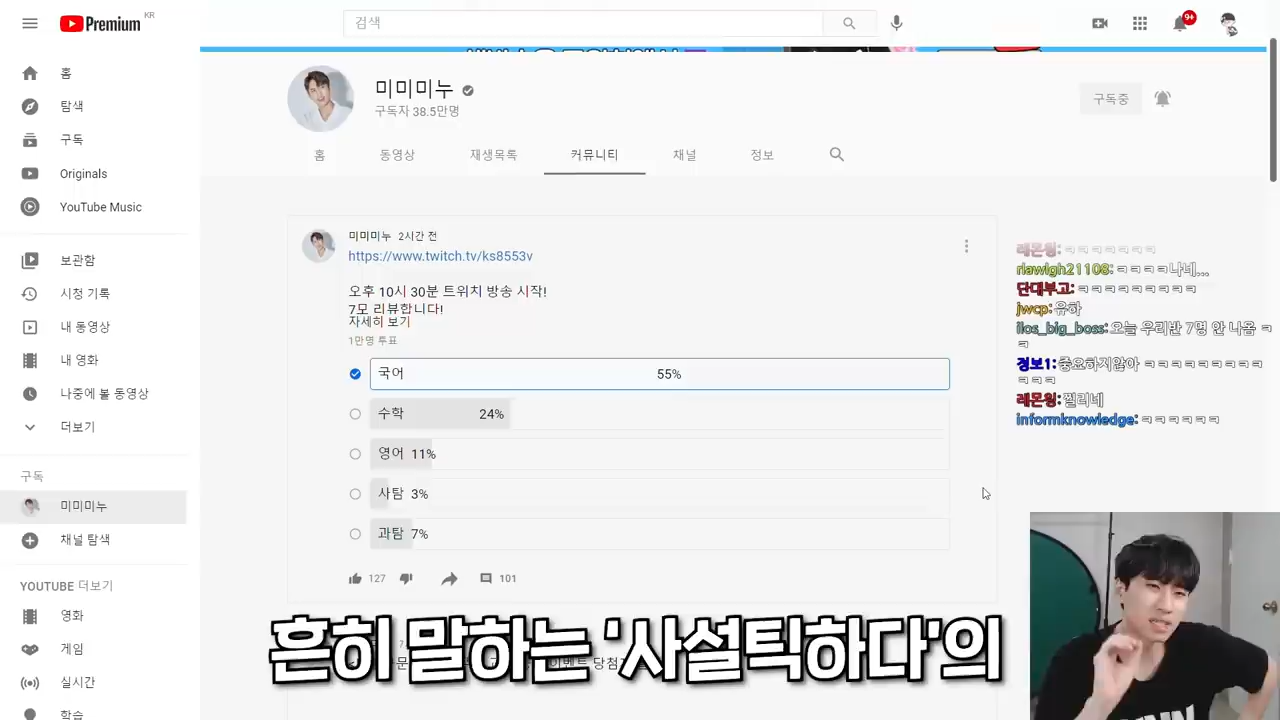 Premium KR
검색
9+
홈
탐색
구독
Originals
YouTube Music
보관함
시청 기록
내 동영상
내 영화
나중에 볼 동영상
더보기
구독
미미미누
채널 탐색
YOUTUBE 더보기
영화
게임
실시간
학습
미미미누
구독자 38.5만명
구독중
홈 동영상 재생목록 커뮤니티 채널 정보
미미미누 2시간 전
https://www.twitch.tv/ks8553v
오후 10시 30분 트위치 방송 시작!
7모 리뷰합니다!
자세히 보기
1만명 투표
국어 55%
수학 24%
영어 11%
사탐 3%
과탐 7%
127 101
레몬윙: ㅋㅋㅋㅋㅋㅋㅋ
riawigh21108: ㅋㅋㅋㅋ나네...
단대부고: ㅋㅋㅋㅋㅋㅋㅋㅋㅋ
jwcp: 유하
ilos_big_boss: 오늘 우리반 7명 안 나옴 ㅋ
ㅋ
정보1: 중요하지않아 ㅋㅋㅋㅋㅋㅋㅋㅋㅋ
ㅋㅋㅋㅋ
레몬윙: 찔리네
informknowledge: ㅋㅋㅋㅋㅋㅋ
흔히 말하는 '사설틱하다'의